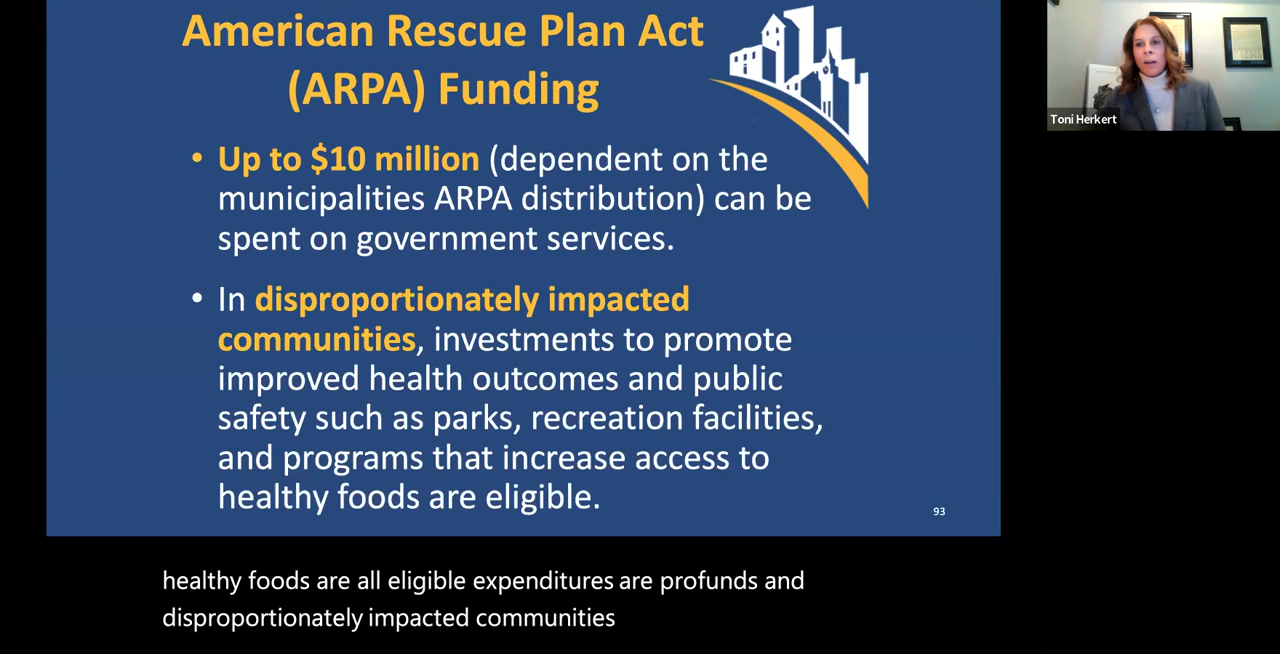 American Rescue Plan Act
(ARPA) Funding
• Up to $10 million (dependent on the
municipalities ARPA distribution) can be
spent on government services.
• In disproportionately impacted
communities, investments to promote
improved health outcomes and public
safety such as parks, recreation facilities,
and programs that increase access to
healthy foods are eligible.
93
Toni Herkert
healthy foods are all eligible expenditures are profunds and
disproportionately impacted communities